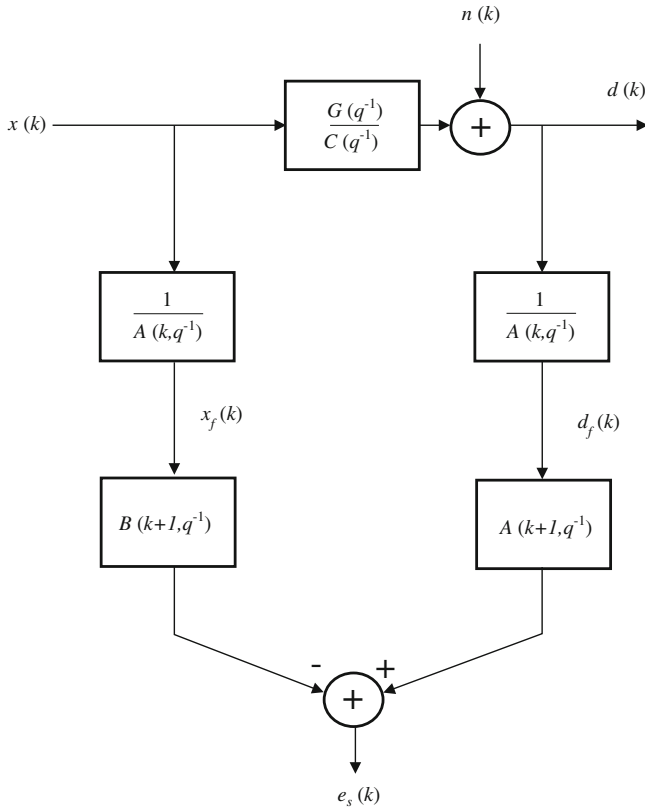 n (k)
d (k)
x (k)
G (q⁻¹)
C (q⁻¹)
+
1
A (k,q⁻¹)
1
A (k,q⁻¹)
x_f (k)
d_f (k)
B (k+1,q⁻¹)
A (k+1,q⁻¹)
- +
+
e_s (k)